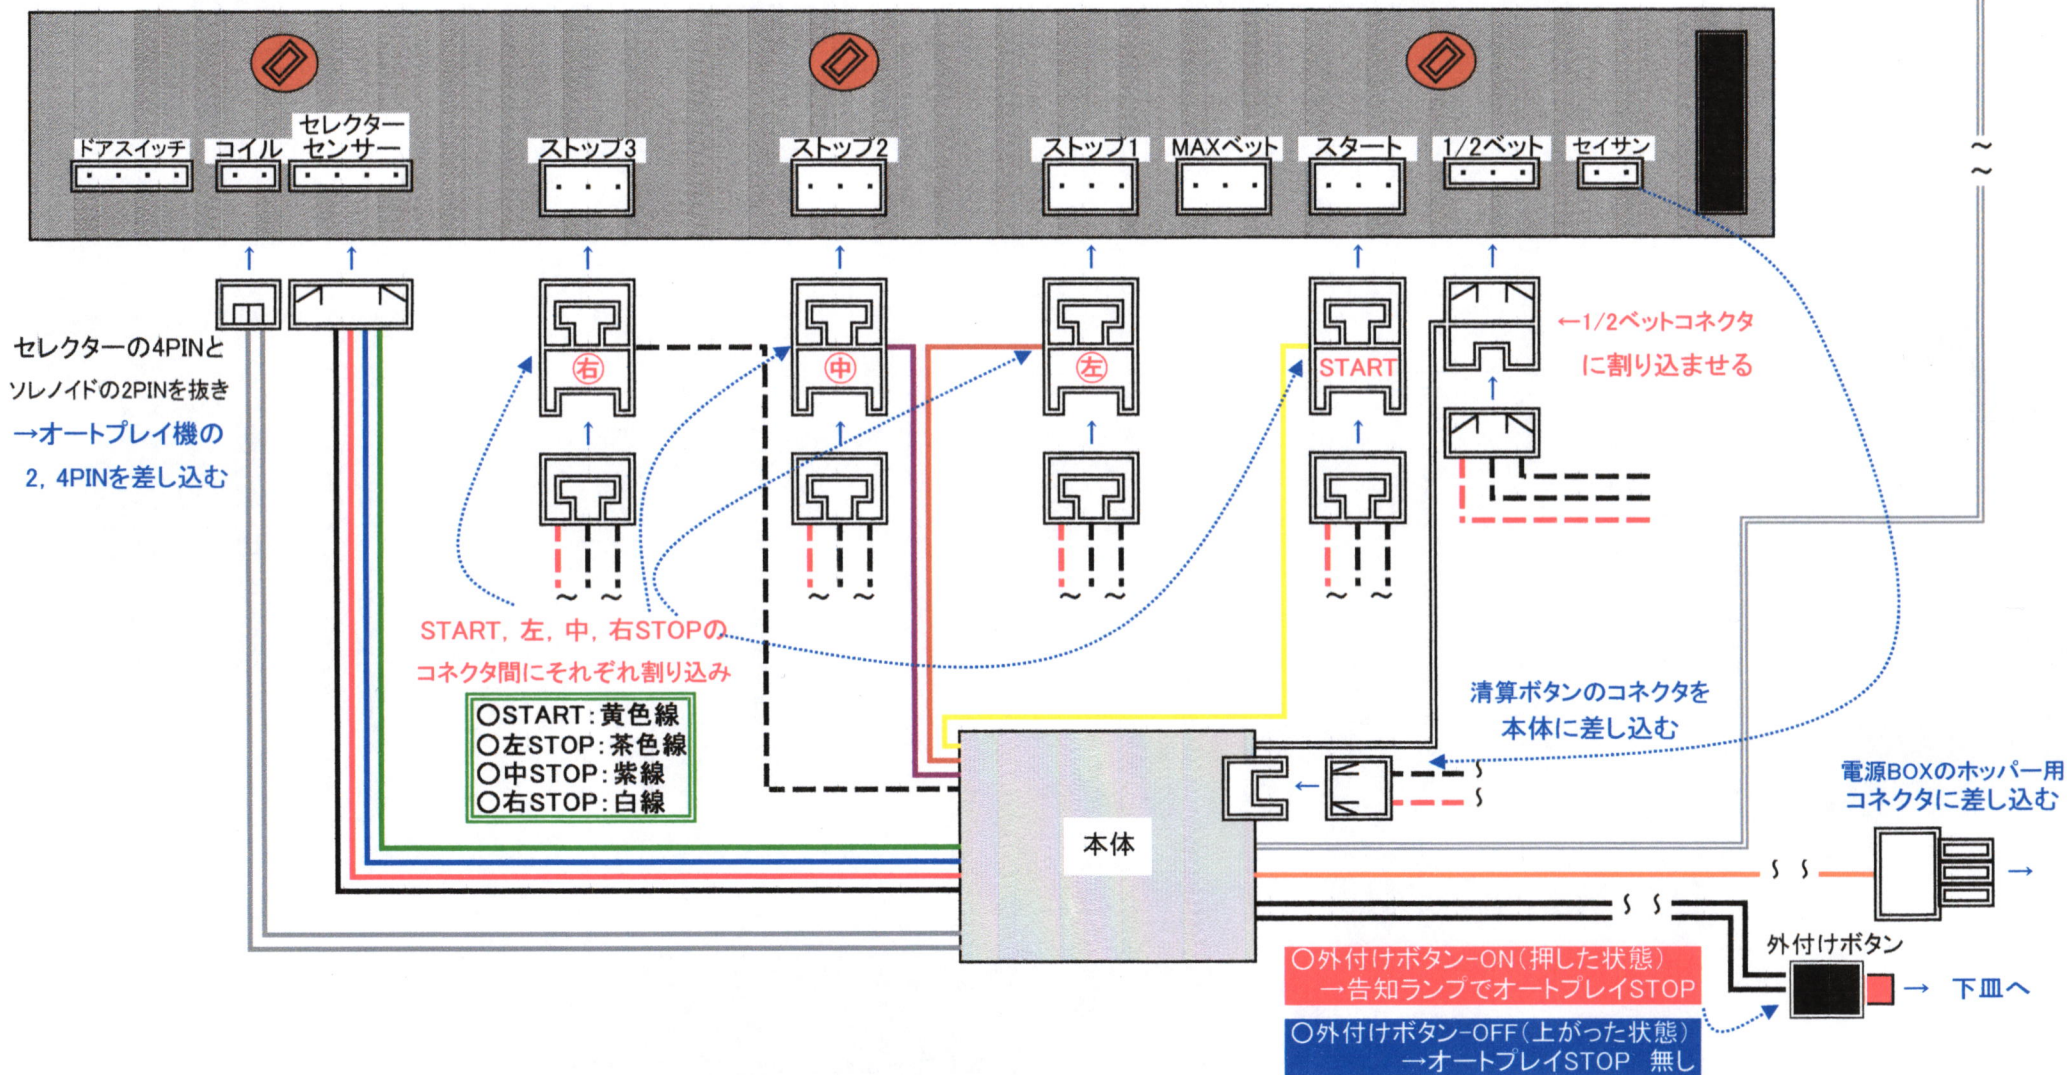 ドアスイッチ
コイル
セレクター
センサー
ストップ3
ストップ2
ストップ1
MAXベット
スタート
1/2ベット
セイサン
セレクターの4PINと
ソレノイドの2PINを抜き
→オートプレイ機の
2, 4PINを差し込む
右
中
左
START
←1/2ベットコネクタ
に割り込ませる
START, 左, 中, 右STOPの
コネクタ間にそれぞれ割り込み
○START:黄色線
○左STOP:茶色線
○中STOP:紫線
○右STOP:白線
清算ボタンのコネクタを
本体に差し込む
本体
電源BOXのホッパー用
コネクタに差し込む
外付けボタン
→ 下皿へ
○外付けボタン-ON(押した状態)
→告知ランプでオートプレイSTOP
○外付けボタン-OFF(上がった状態)
→オートプレイSTOP 無し